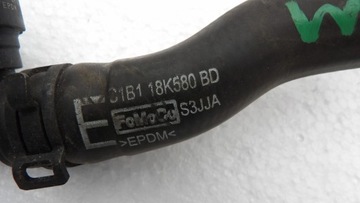 C1B1 18K580 BD
E FoMoCo S3JJA
>EPDM<
W